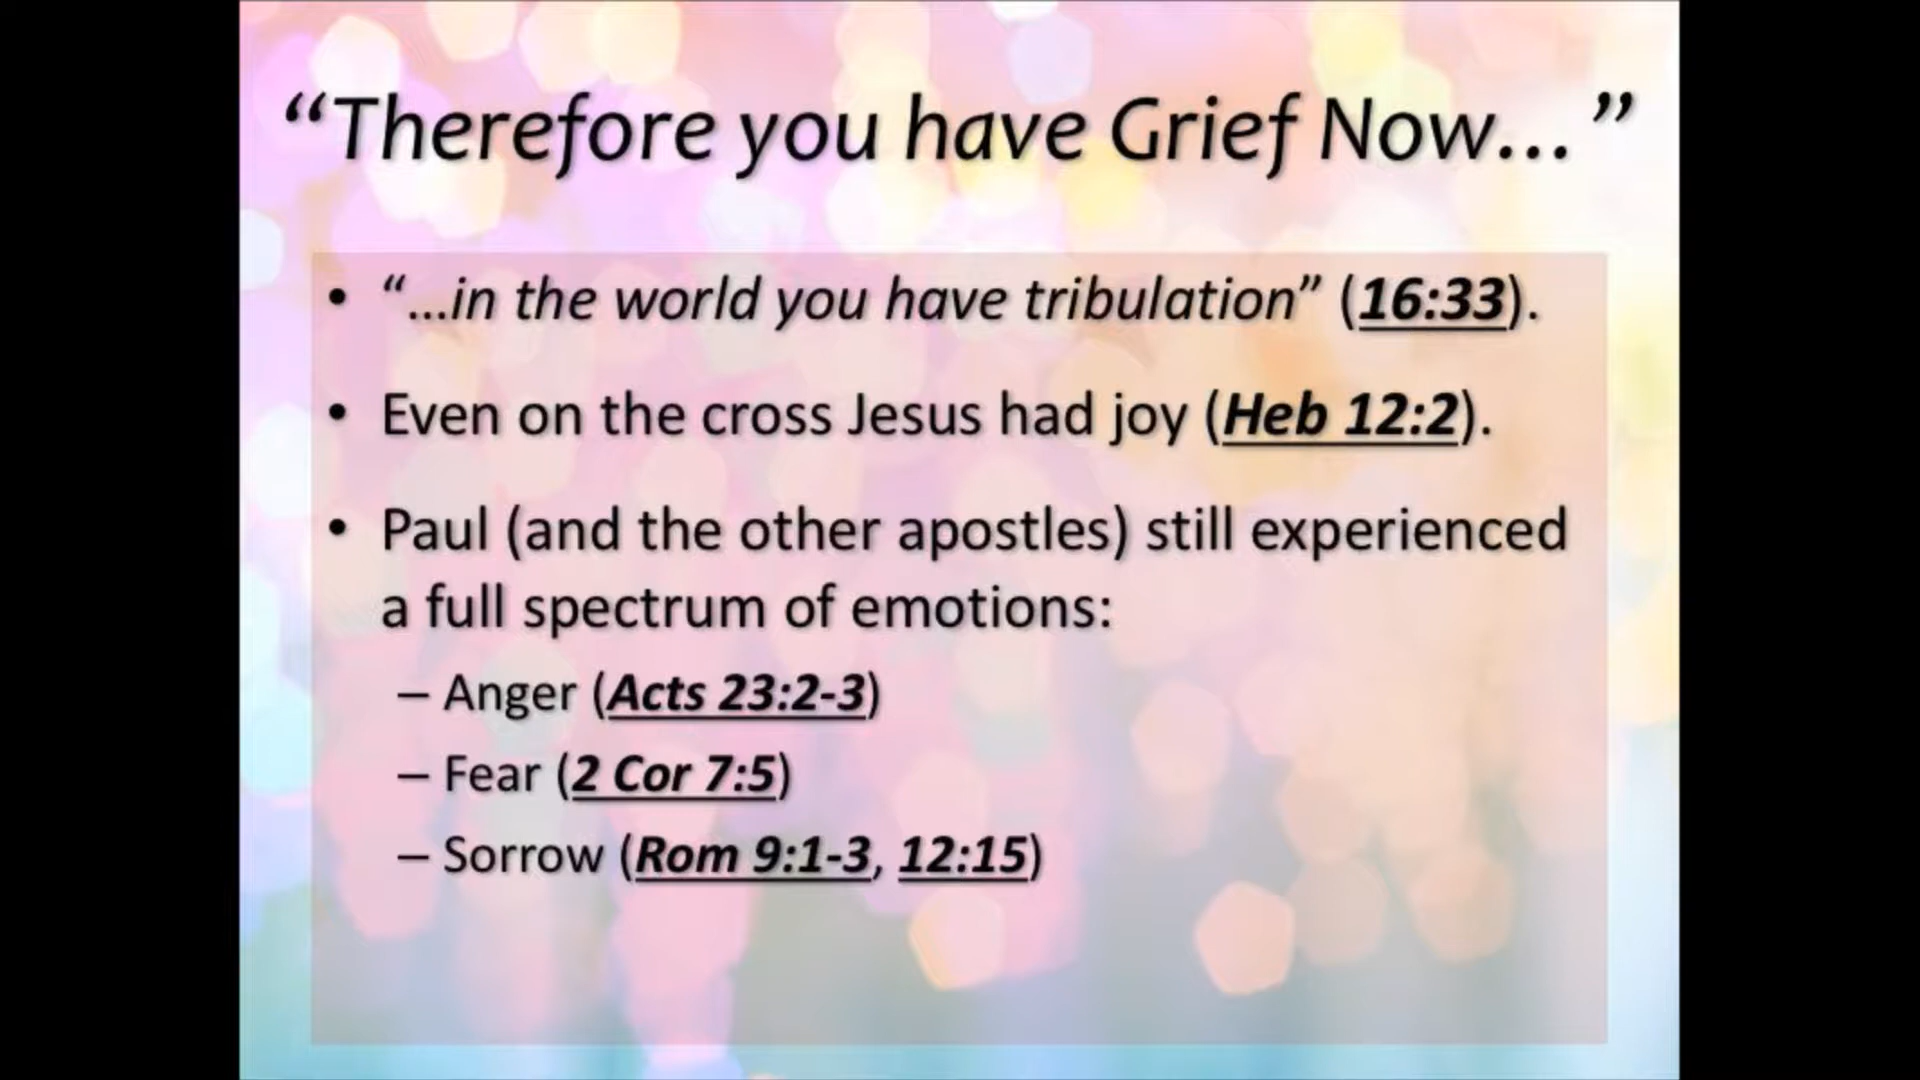 “Therefore you have Grief Now...”
• “...in the world you have tribulation” (16:33).
• Even on the cross Jesus had joy (Heb 12:2).
• Paul (and the other apostles) still experienced
a full spectrum of emotions:
– Anger (Acts 23:2-3)
– Fear (2 Cor 7:5)
– Sorrow (Rom 9:1-3, 12:15)